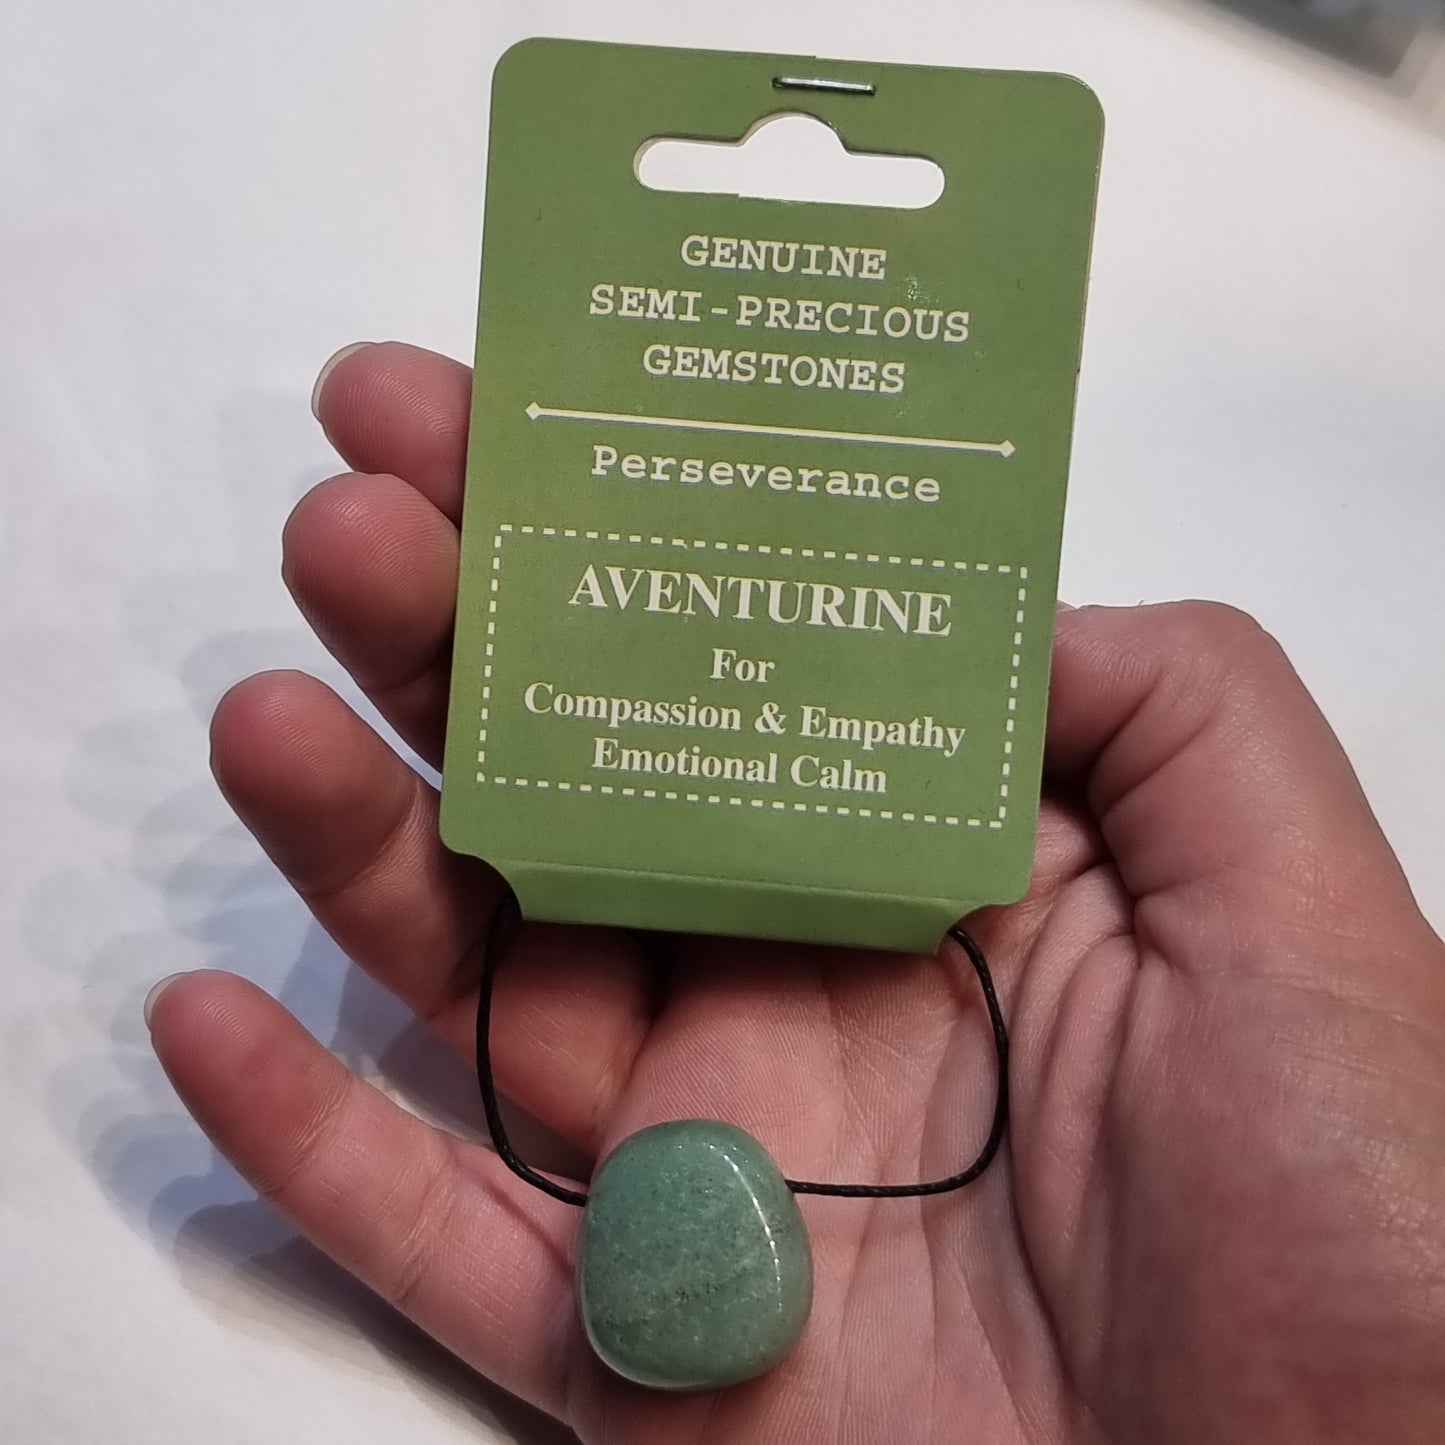 GENUINE
SEMI-PRECIOUS
GEMSTONES
Perseverance
AVENTURINE
For
Compassion & Empathy
Emotional Calm